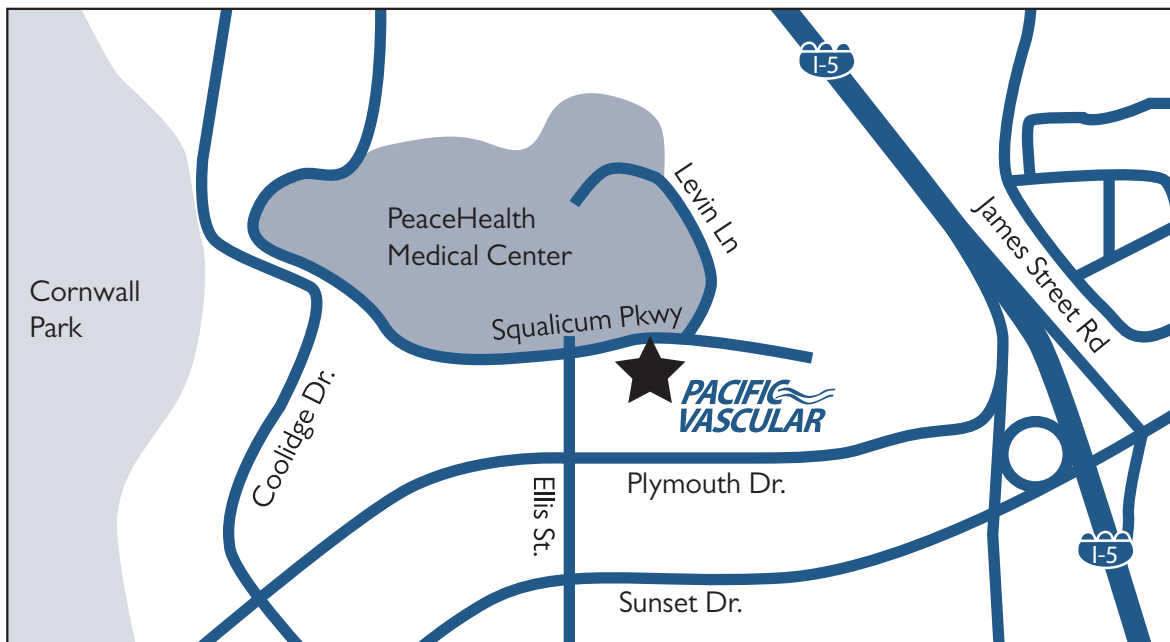 I-5
Levin Ln
PeaceHealth
Medical Center
James Street Rd
Cornwall
Park
Squalicum Pkwy
PACIFIC
VASCULAR
Coolidge Dr.
Plymouth Dr.
Ellis St.
I-5
Sunset Dr.